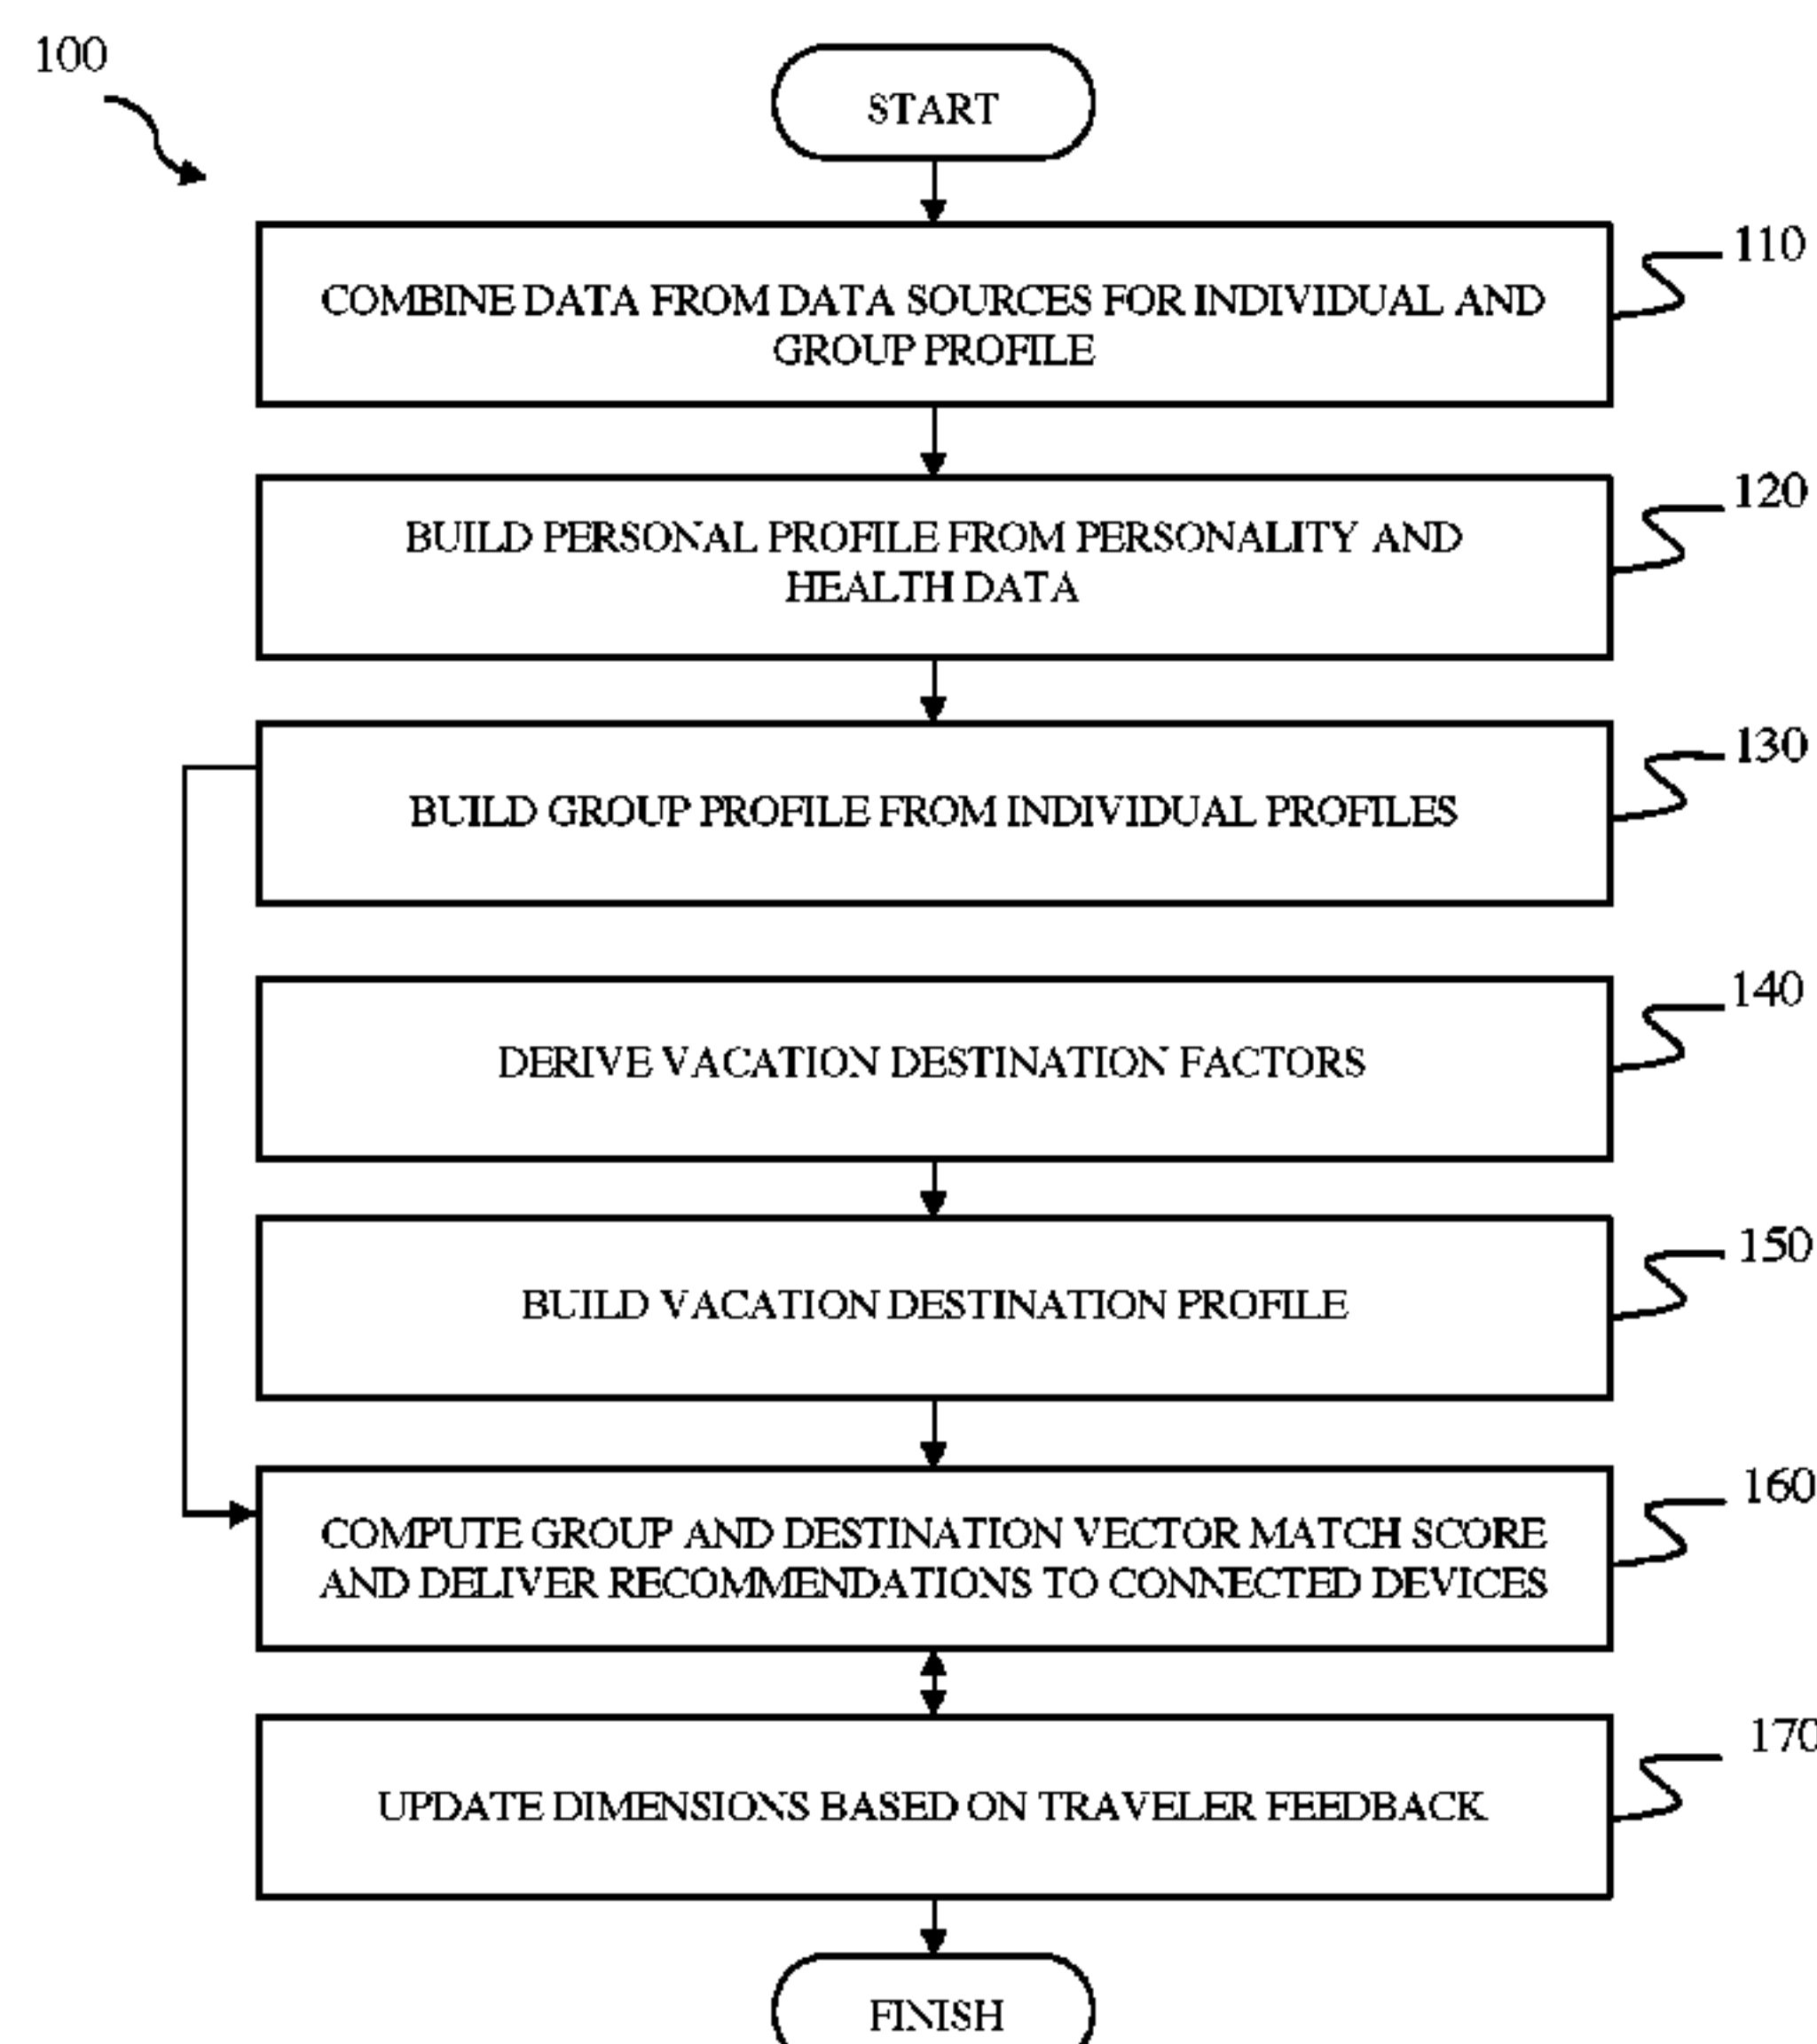 100
START
110
COMBINE DATA FROM DATA SOURCES FOR INDIVIDUAL AND
GROUP PROFILE
120
BUILD PERSONAL PROFILE FROM PERSONALITY AND
HEALTH DATA
130
BUILD GROUP PROFILE FROM INDIVIDUAL PROFILES
140
DERIVE VACATION DESTINATION FACTORS
150
BUILD VACATION DESTINATION PROFILE
160
COMPUTE GROUP AND DESTINATION VECTOR MATCH SCORE
AND DELIVER RECOMMENDATIONS TO CONNECTED DEVICES
170
UPDATE DIMENSIONS BASED ON TRAVELER FEEDBACK
FINISH